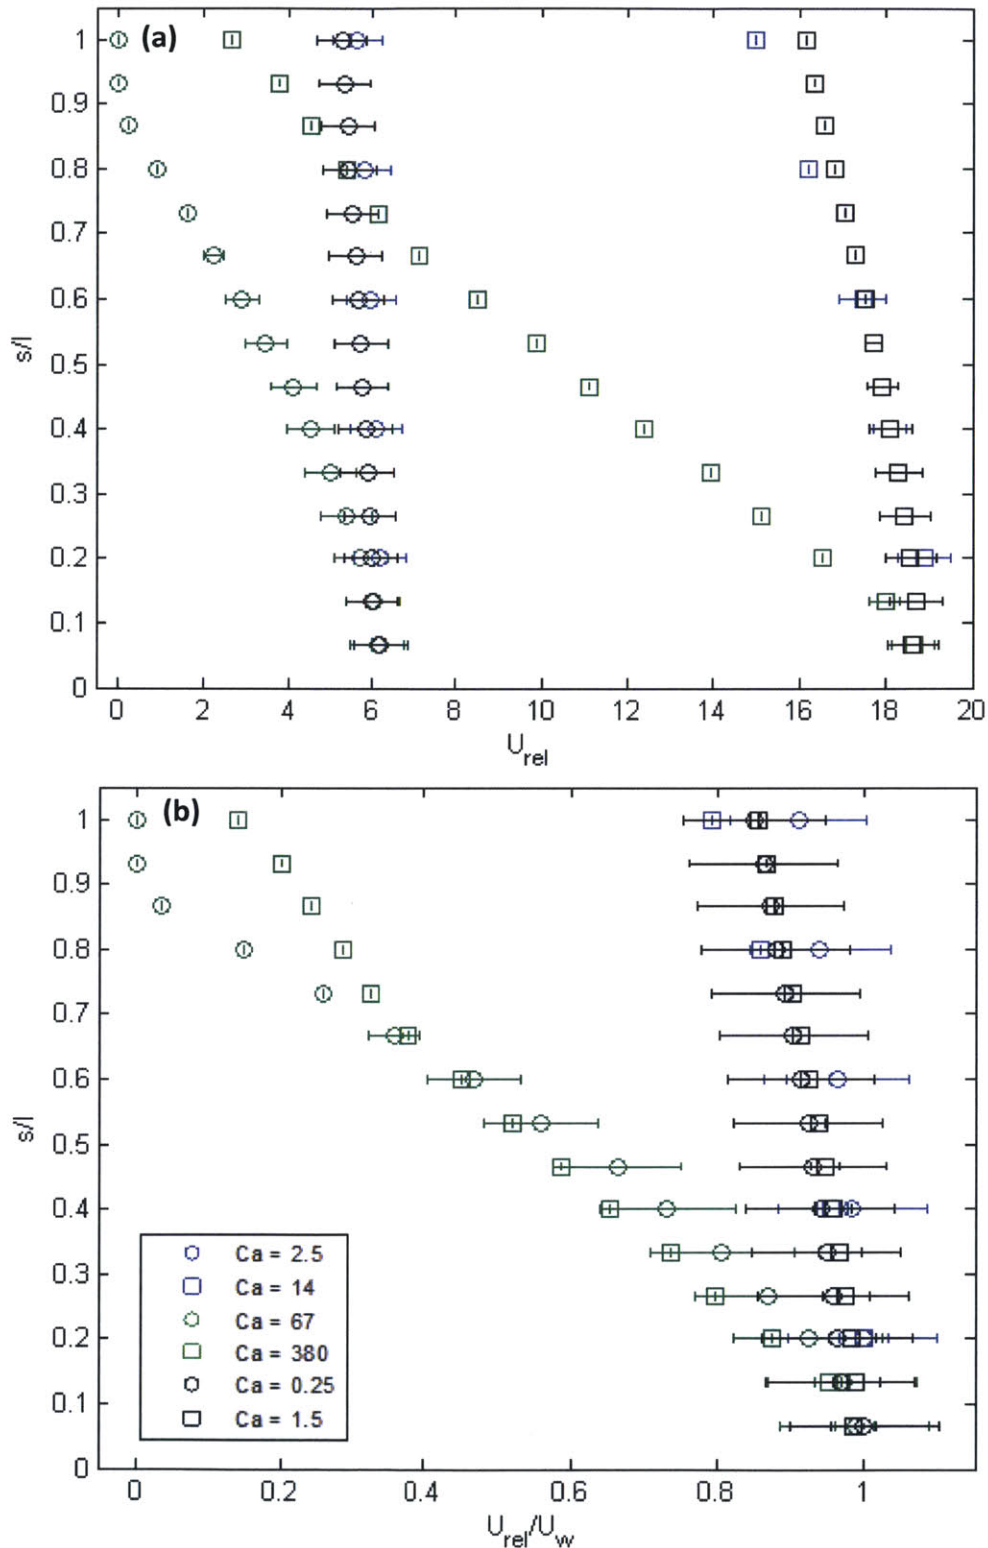 (a)
1
0.9
0.8
0.7
0.6
0.5
0.4
0.3
0.2
0.1
0
s/l
0 2 4 6 8 10 12 14 16 18 20
U_rel
(b)
1
0.9
0.8
0.7
0.6
0.5
0.4
0.3
0.2
0.1
0
s/l
Ca = 2.5
Ca = 14
Ca = 67
Ca = 380
Ca = 0.25
Ca = 1.5
0 0.2 0.4 0.6 0.8 1
U_rel/U_w